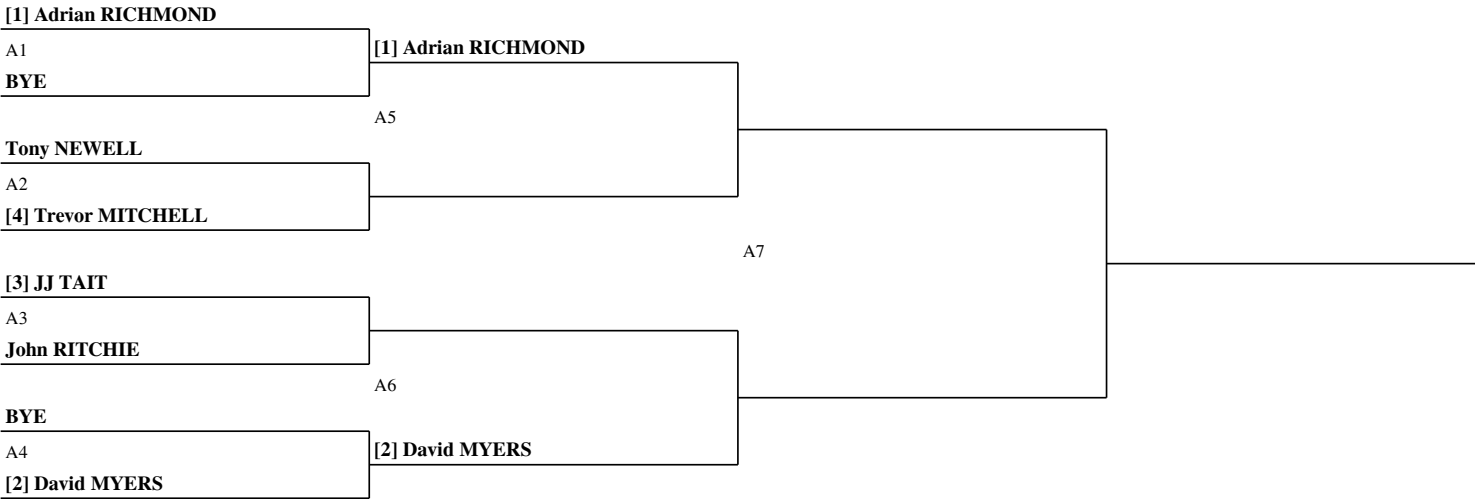 [1] Adrian RICHMOND
A1
[1] Adrian RICHMOND
BYE
A5
Tony NEWELL
A2
[4] Trevor MITCHELL
A7
[3] JJ TAIT
A3
John RITCHIE
A6
BYE
A4
[2] David MYERS
[2] David MYERS